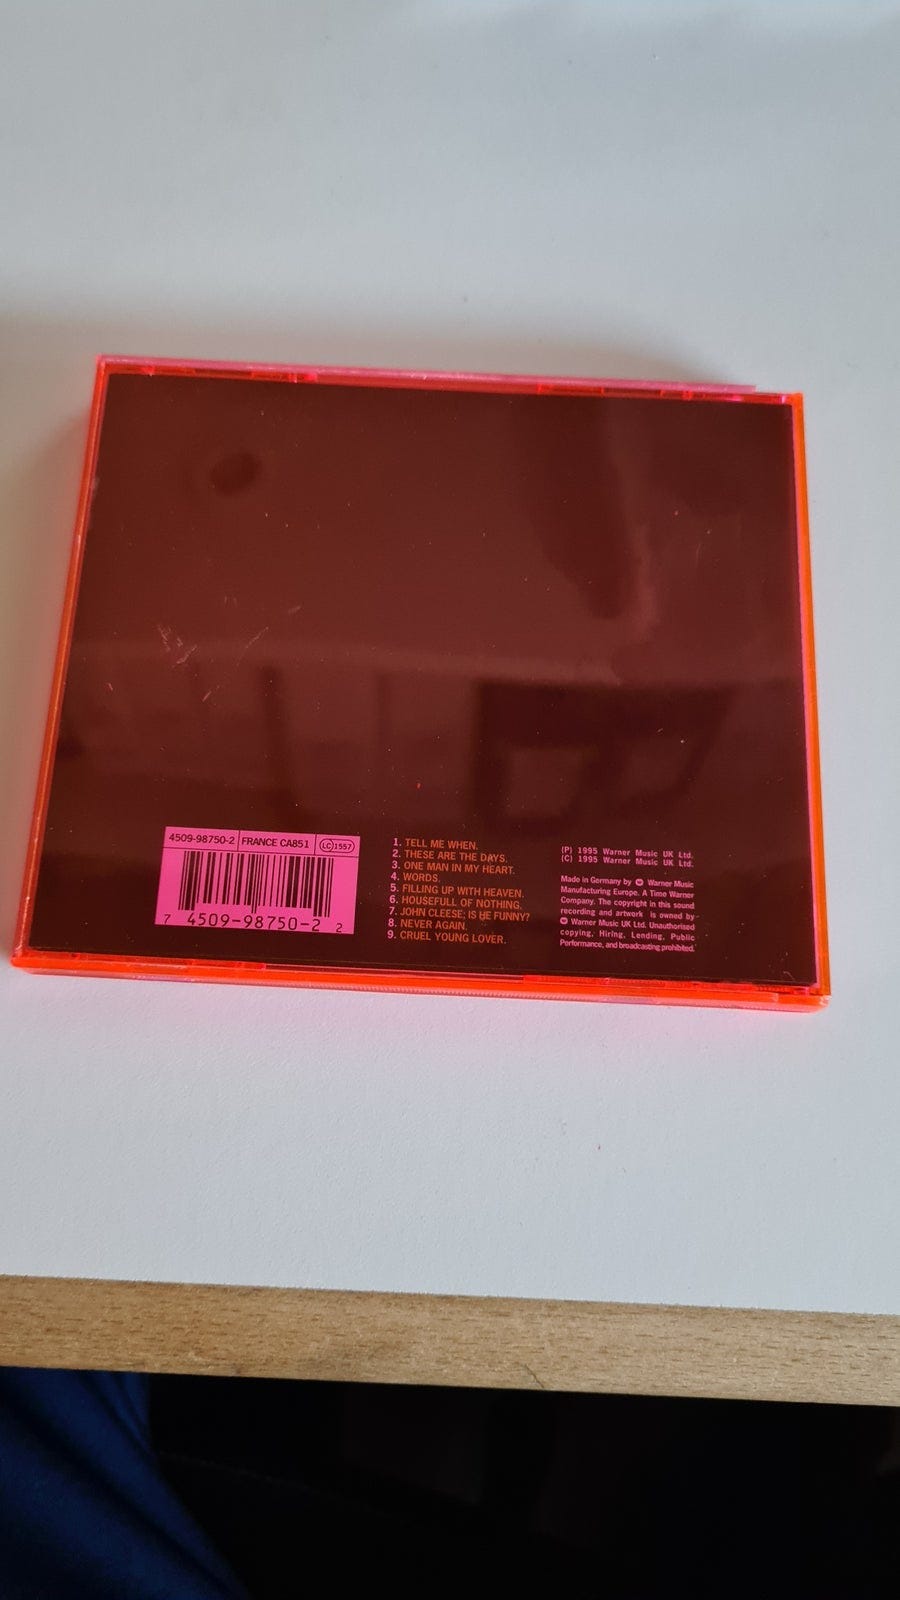 4509-98750-2 FRANCE CA851 LC 1557
7 4509-98750-2 2
1. TELL ME WHEN.
2. THESE ARE THE DAYS.
3. ONE MAN IN MY HEART.
4. WORDS.
5. FILLING UP WITH HEAVEN.
6. HOUSEFULL OF NOTHING.
7. JOHN CLEESE; IS HE FUNNY?
8. NEVER AGAIN.
9. CRUEL YOUNG LOVER.
(P) 1995 Warner Music UK Ltd.
(C) 1995 Warner Music UK Ltd.
Made in Germany by Warner Music
Manufacturing Europe. A Time Warner
Company. The copyright in this sound
recording and artwork is owned by
Warner Music UK Ltd. Unauthorised
copying, Hiring, Lending, Public
Performance, and broadcasting prohibited.